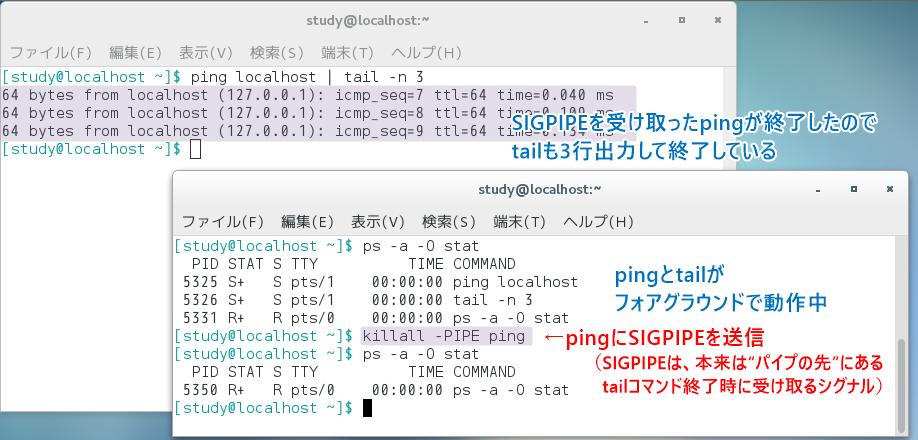 study@localhost:~
ファイル(F) 編集(E) 表示(V) 検索(S) 端末(T) ヘルプ(H)
[study@localhost ~]$ ping localhost | tail -n 3
64 bytes from localhost (127.0.0.1): icmp_seq=7 ttl=64 time=0.040 ms
64 bytes from localhost (127.0.0.1): icmp_seq=8 ttl=64 time=0.109 ms
64 bytes from localhost (127.0.0.1): icmp_seq=9 ttl=64 ms
[study@localhost ~]$
SIGPIPEを受け取ったpingが終了したので
tailも3行出力して終了している
study@localhost:~
ファイル(F) 編集(E) 表示(V) 検索(S) 端末(T) ヘルプ(H)
[study@localhost ~]$ ps -a -O stat
PID STAT S TTY TIME COMMAND
5325 S+ S pts/1 00:00:00 ping localhost
5326 S+ S pts/1 00:00:00 tail -n 3
5331 R+ R pts/0 00:00:00 ps -a -O stat
pingとtailが
フォアグラウンドで動作中
[study@localhost ~]$ killall -PIPE ping
←pingにSIGPIPEを送信
[study@localhost ~]$ ps -a -O stat
PID STAT S TTY TIME COMMAND
5350 R+ R pts/0 00:00:00 ps -a -O stat
[study@localhost ~]$
(SIGPIPEは、本来は“パイプの先”にある
tailコマンド終了時に受け取るシグナル)